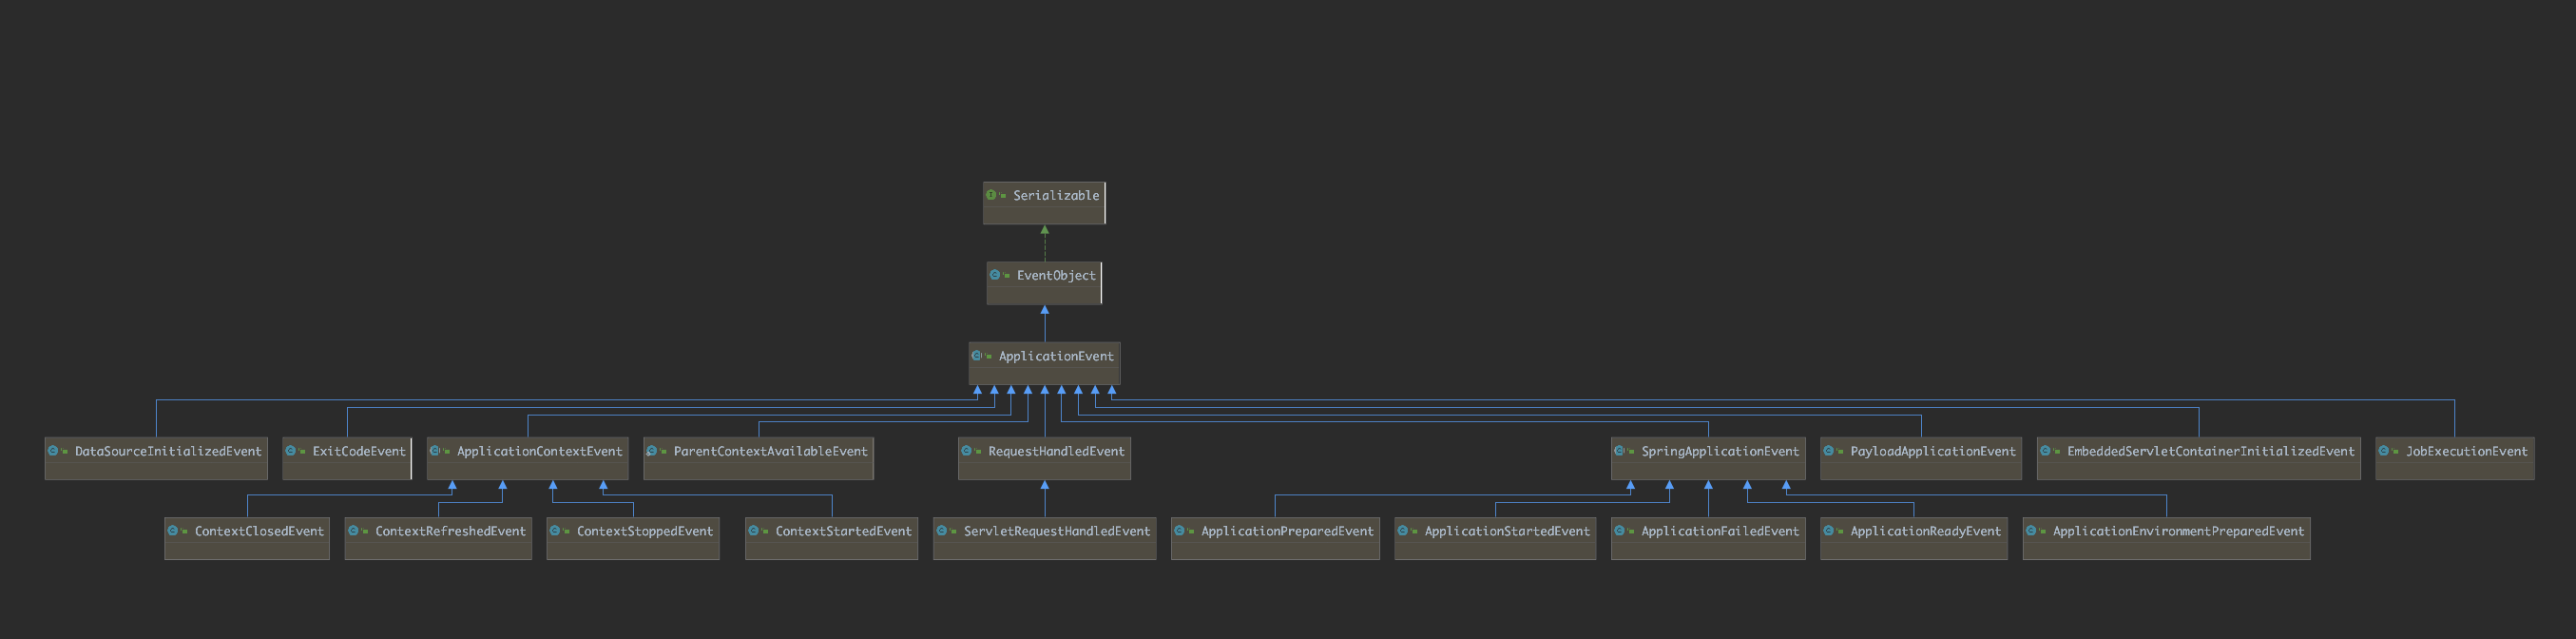 Serializable
EventObject
ApplicationEvent
DataSourceInitializedEvent
ExitCodeEvent
ApplicationContextEvent
ParentContextAvailableEvent
RequestHandledEvent
SpringApplicationEvent
PayloadApplicationEvent
EmbeddedServletContainerInitializedEvent
JobExecutionEvent
ContextClosedEvent
ContextRefreshedEvent
ContextStoppedEvent
ContextStartedEvent
ServletRequestHandledEvent
ApplicationPreparedEvent
ApplicationStartedEvent
ApplicationFailedEvent
ApplicationReadyEvent
ApplicationEnvironmentPreparedEvent